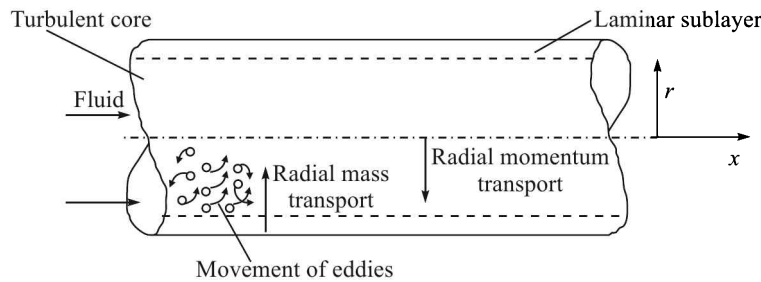 Turbulent core
Laminar sublayer
Fluid
r
x
Radial mass
transport
Radial momentum
transport
Movement of eddies